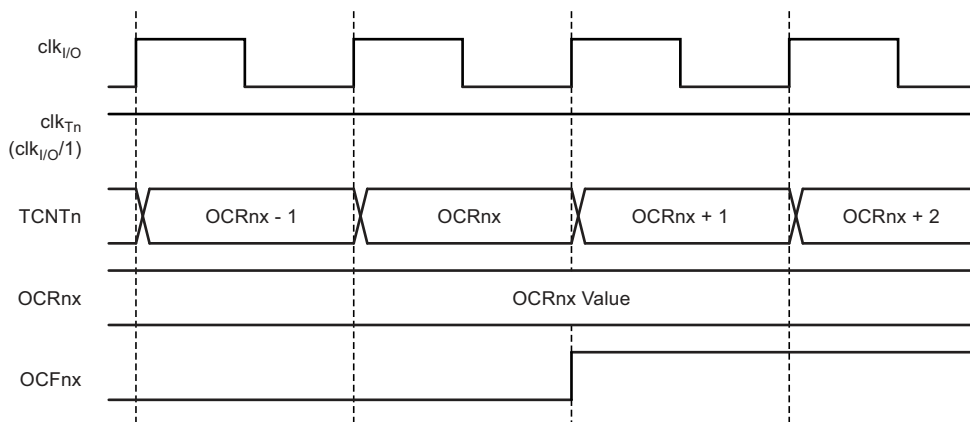 clkI/O
clkTn
(clkI/O/1)
TCNTn OCRnx - 1 OCRnx OCRnx + 1 OCRnx + 2
OCRnx OCRnx Value
OCFnx